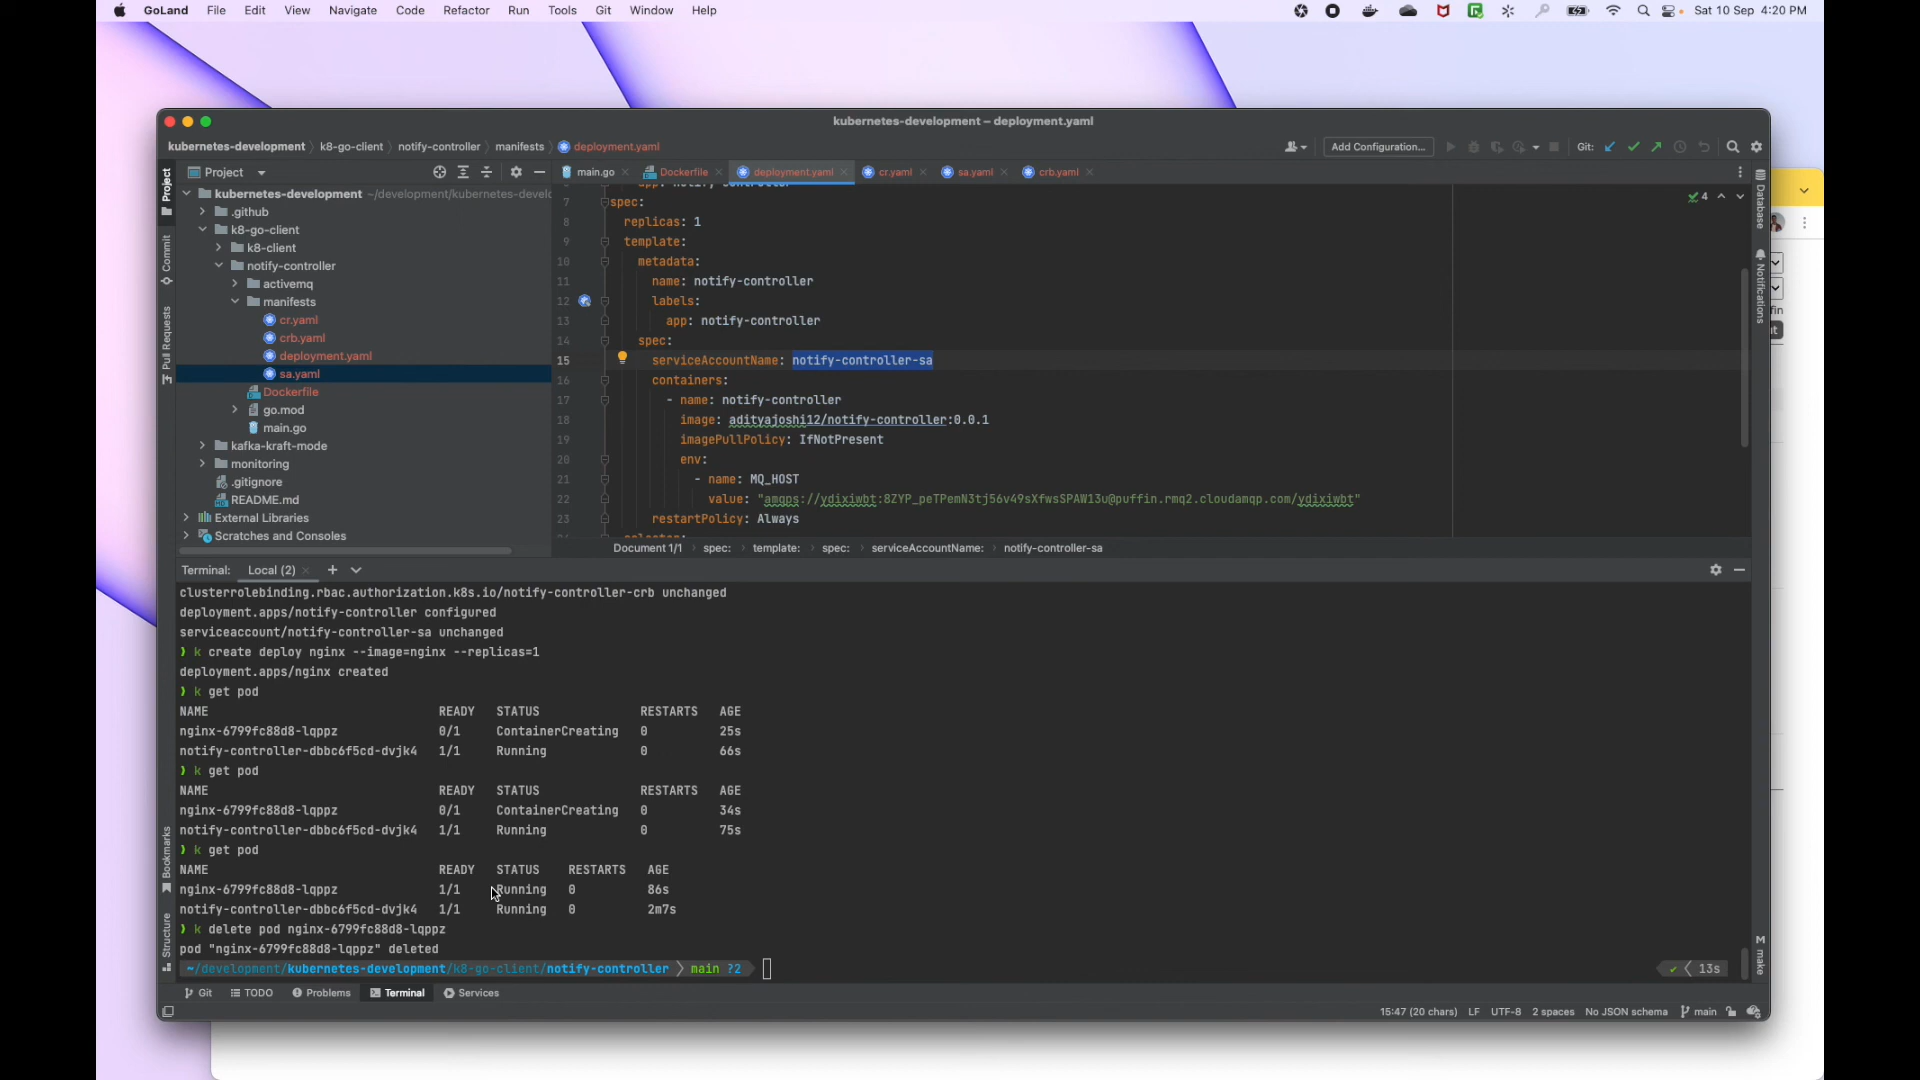 GoLand File Edit View Navigate Code Refactor Run Tools Git Window Help
Sat 10 Sep 4:20 PM
kubernetes-development – deployment.yaml
kubernetes-development k8-go-client notify-controller manifests deployment.yaml
Add Configuration...
Git:
Project
main.go Dockerfile deployment.yaml cr.yaml sa.yaml crb.yaml
Project
Commit
Pull Requests
Bookmarks
Structure
kubernetes-development ~/development/kubernetes-devel
.github
k8-go-client
k8-client
notify-controller
activemq
manifests
cr.yaml
crb.yaml
deployment.yaml
sa.yaml
Dockerfile
go.mod
main.go
kafka-kraft-mode
monitoring
.gitignore
README.md
External Libraries
Scratches and Consoles
4
app: notify-controller
7 spec:
8 replicas: 1
9 template:
10 metadata:
11 name: notify-controller
12 labels:
13 app: notify-controller
14 spec:
15 serviceAccountName: notify-controller-sa
16 containers:
17 - name: notify-controller
18 image: adityajoshi12/notify-controller:0.0.1
19 imagePullPolicy: IfNotPresent
20 env:
21 - name: MQ_HOST
22 value: "amqps://ydixiwbt:8ZYP_peTPemN3tj56v49sXfwsSPAW13u@puffin.rmq2.cloudamqp.com/ydixiwbt"
23 restartPolicy: Always
Document 1/1 spec: template: spec: serviceAccountName: notify-controller-sa
Database
Notifications
make
Terminal: Local (2)
clusterrolebinding.rbac.authorization.k8s.io/notify-controller-crb unchanged
deployment.apps/notify-controller configured
serviceaccount/notify-controller-sa unchanged
❯ k create deploy nginx --image=nginx --replicas=1
deployment.apps/nginx created
❯ k get pod
NAME READY STATUS RESTARTS AGE
nginx-6799fc88d8-lqppz 0/1 ContainerCreating 0 25s
notify-controller-dbbc6f5cd-dvjk4 1/1 Running 0 66s
❯ k get pod
NAME READY STATUS RESTARTS AGE
nginx-6799fc88d8-lqppz 0/1 ContainerCreating 0 34s
notify-controller-dbbc6f5cd-dvjk4 1/1 Running 0 75s
❯ k get pod
NAME READY STATUS RESTARTS AGE
nginx-6799fc88d8-lqppz 1/1 Running 0 86s
notify-controller-dbbc6f5cd-dvjk4 1/1 Running 0 2m7s
❯ k delete pod nginx-6799fc88d8-lqppz
pod "nginx-6799fc88d8-lqppz" deleted
~/development/kubernetes-development/k8-go-client/notify-controller main ?2
✔ 13s
Git TODO Problems Terminal Services
15:47 (20 chars) LF UTF-8 2 spaces No JSON schema main